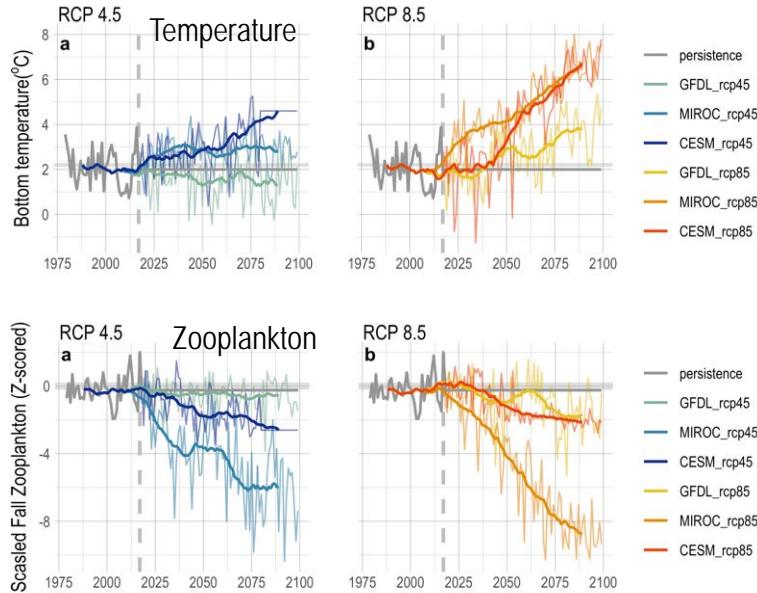 RCP 4.5
RCP 8.5
a
Temperature
b
Bottom temperature(⁰C)
8
6
4
2
0
1975 2000 2025 2050 2075 2100
1975 2000 2025 2050 2075 2100
persistence
GFDL_rcp45
MIROC_rcp45
CESM_rcp45
GFDL_rcp85
MIROC_rcp85
CESM_rcp85
RCP 4.5
Zooplankton
RCP 8.5
a
b
Scasled Fall Zooplankton (Z-scored)
0
-4
-8
1975 2000 2025 2050 2075 2100
1975 2000 2025 2050 2075 2100
persistence
GFDL_rcp45
MIROC_rcp45
CESM_rcp45
GFDL_rcp85
MIROC_rcp85
CESM_rcp85